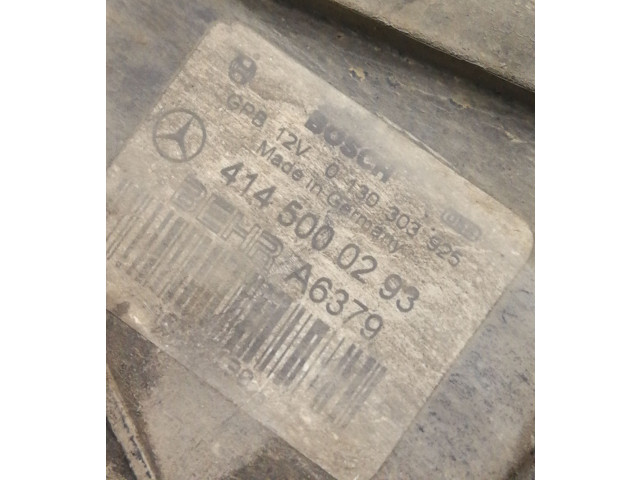 BOSCH
GPB 12V 0 130 303 925
Made in Germany
414 500 02 93
BEHR A6379